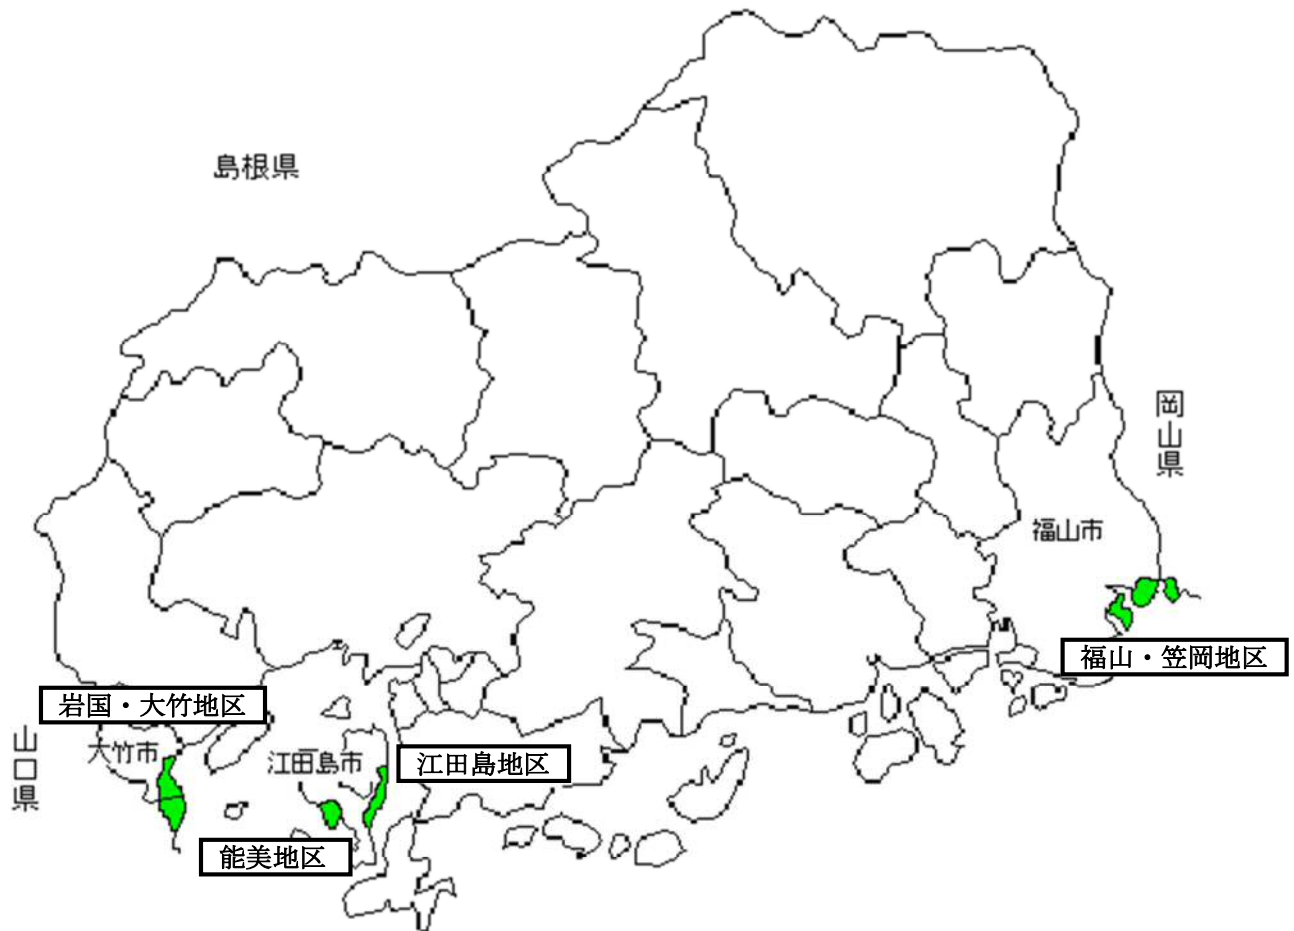 島根県
岡山県
福山市
福山・笠岡地区
岩国・大竹地区
山口県
大竹市
江田島市
江田島地区
能美地区